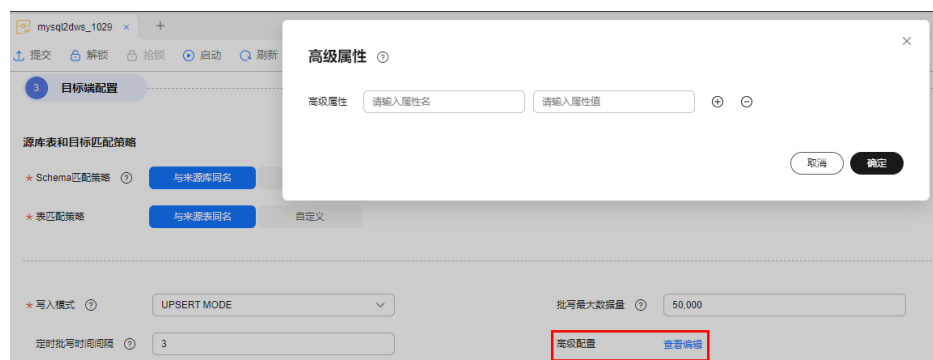 mysql2dws_1029 × +
提交 解锁 抢锁 启动 刷新
高级属性
3 目标端配置
高级属性 请输入属性名 请输入属性值
源库表和目标匹配策略
取消 确定
* Schema匹配策略 与来源库同名
* 表匹配策略 与来源表同名 自定义
* 写入模式 UPSERT MODE 批写最大数据量 50,000
定时批写时间间隔 3 高级配置 查看编辑